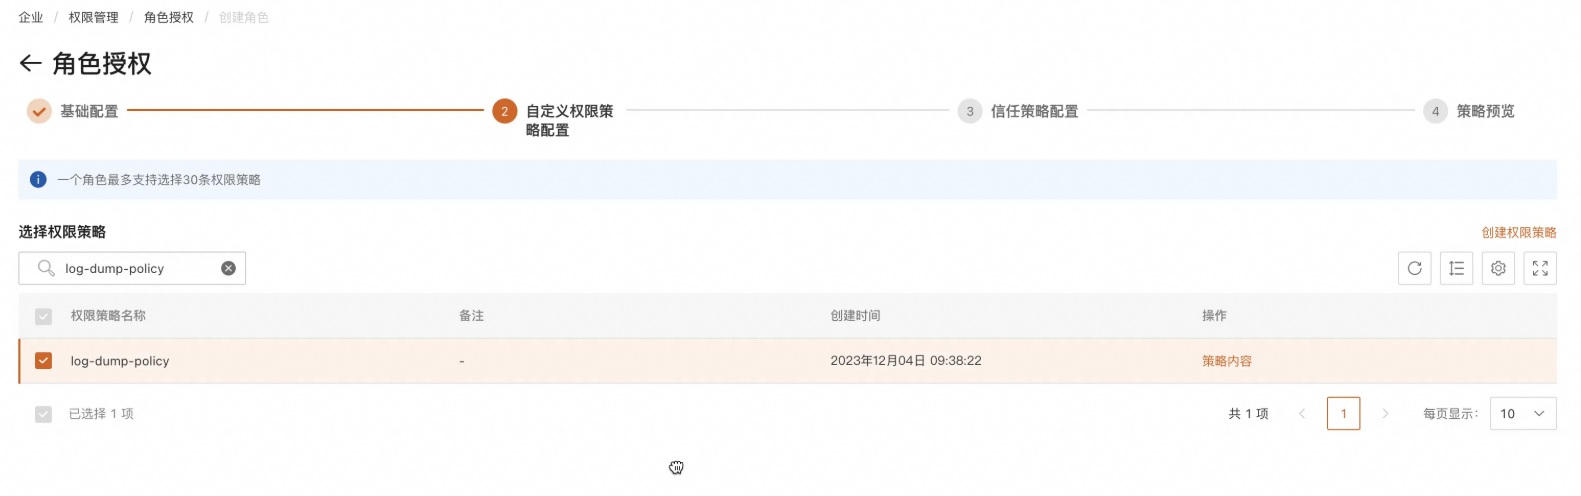 企业 / 权限管理 / 角色授权 / 创建角色
角色授权
基础配置
2 自定义权限策
略配置
3 信任策略配置
4 策略预览
一个角色最多支持选择30条权限策略
选择权限策略
创建权限策略
log-dump-policy
权限策略名称 备注 创建时间 操作
log-dump-policy - 2023年12月04日 09:38:22 策略内容
已选择 1 项 共 1 项 1 每页显示: 10